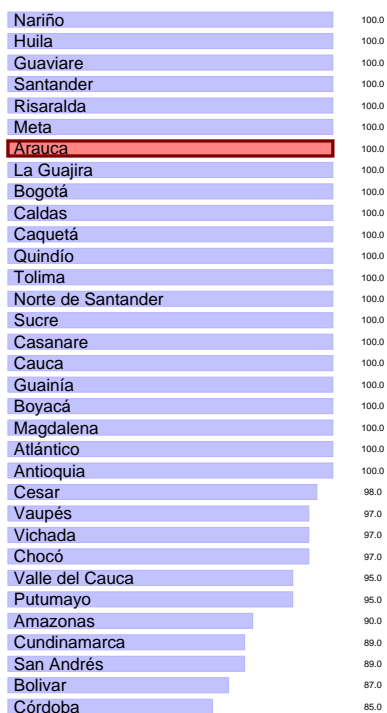 Nariño 100.0
Huila 100.0
Guaviare 100.0
Santander 100.0
Risaralda 100.0
Meta 100.0
Arauca 100.0
La Guajira 100.0
Bogotá 100.0
Caldas 100.0
Caquetá 100.0
Quindío 100.0
Tolima 100.0
Norte de Santander 100.0
Sucre 100.0
Casanare 100.0
Cauca 100.0
Guainía 100.0
Boyacá 100.0
Magdalena 100.0
Atlántico 100.0
Antioquia 100.0
Cesar 98.0
Vaupés 97.0
Vichada 97.0
Chocó 97.0
Valle del Cauca 95.0
Putumayo 95.0
Amazonas 90.0
Cundinamarca 89.0
San Andrés 89.0
Bolivar 87.0
Córdoba 85.0